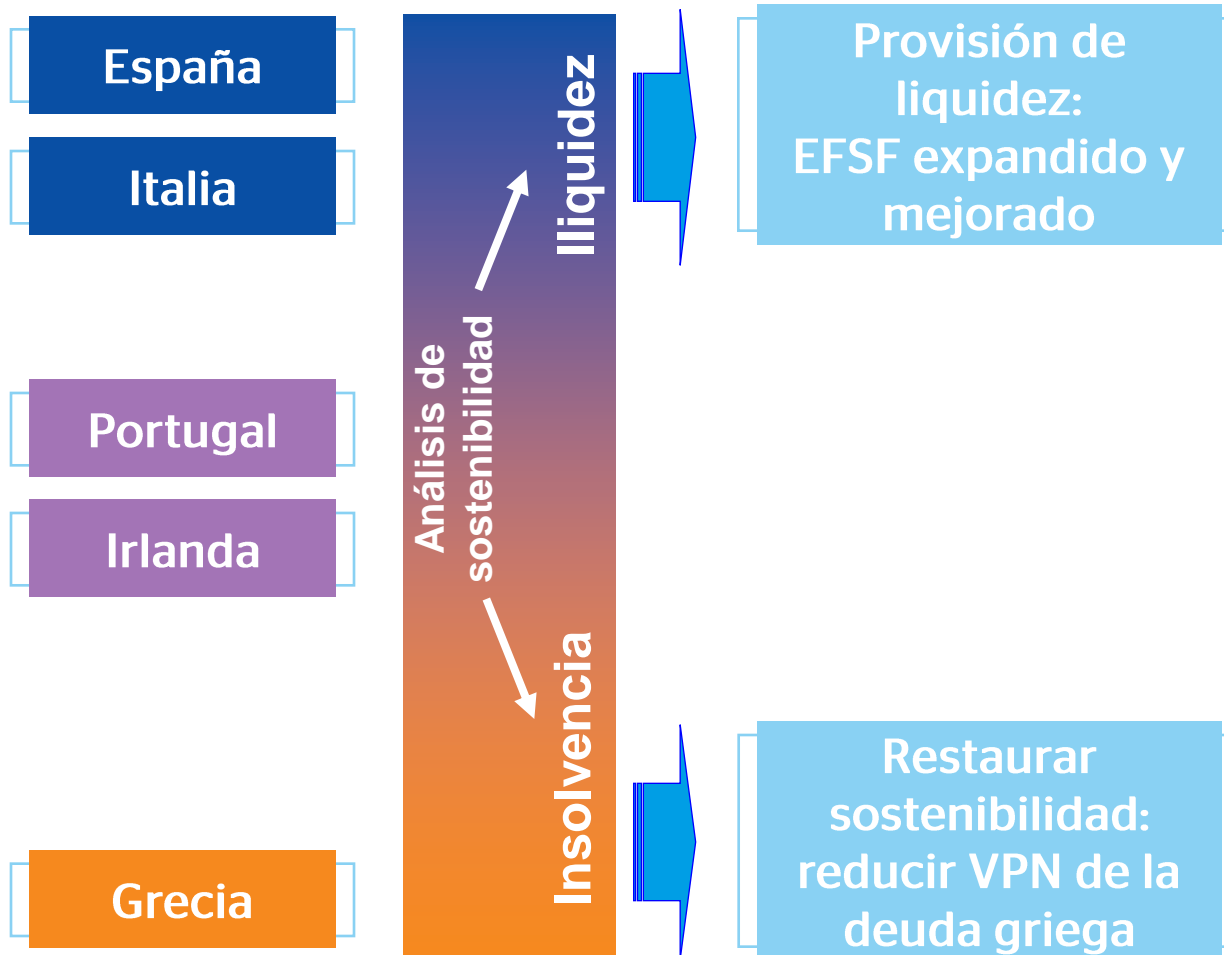 España
Italia
Portugal
Irlanda
Grecia
Análisis de
sostenibilidad
Iliquidez
Insolvencia
Provisión de
liquidez:
EFSF expandido y
mejorado
Restaurar
sostenibilidad:
reducir VPN de la
deuda griega